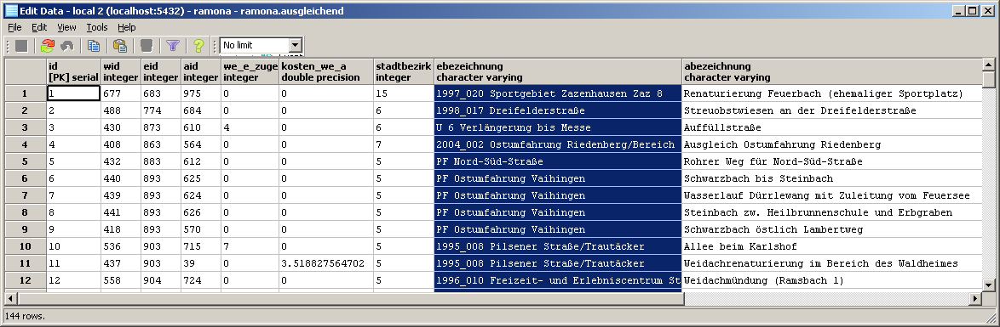 Edit Data - local 2 (localhost:5432) - ramona - ramona.ausgleichend
File Edit View Tools Help
No limit
id wid eid aid we_e_zuge kosten_we_a stadtbezirk ebezeichnung abezeichnung
[PK] serial integer integer integer integer double precision integer character varying character varying
1 1 677 683 975 0 0 15 1997_020 Sportgebiet Zazenhausen Zaz 8 Renaturierung Feuerbach (ehemaliger Sportplatz)
2 2 488 774 684 0 0 6 1998_017 Dreifelderstraße Streuobstwiesen an der Dreifelderstraße
3 3 430 873 610 4 0 6 U 6 Verlängerung bis Messe Auffüllstraße
4 4 408 863 564 0 0 7 2004_002 Ostumfahrung Riedenberg/Bereich Ausgleich Ostumfahrung Riedenberg
5 5 432 883 612 0 0 5 PF Nord-Süd-Straße Rohrer Weg für Nord-Süd-Straße
6 6 440 893 625 0 0 5 PF Ostumfahrung Vaihingen Schwarzbach bis Steinbach
7 7 439 893 624 0 0 5 PF Ostumfahrung Vaihingen Wasserlauf Dürrlewang mit Zuleitung vom Feuersee
8 8 441 893 626 0 0 5 PF Ostumfahrung Vaihingen Steinbach zw. Heilbrunnenschule und Erbgraben
9 9 418 893 570 0 0 5 PF Ostumfahrung Vaihingen Schwarzbach östlich Lambertweg
10 10 536 903 715 7 0 5 1995_008 Pilsener Straße/Trautäcker Allee beim Karlshof
11 11 437 903 39 0 3.518827564702 5 1995_008 Pilsener Straße/Trautäcker Weidachrenaturierung im Bereich des Waldheimes
12 12 558 904 724 0 0 5 1996_010 Freizeit- und Erlebniscentrum St Weidachmündung (Ramsbach 1)
144 rows.